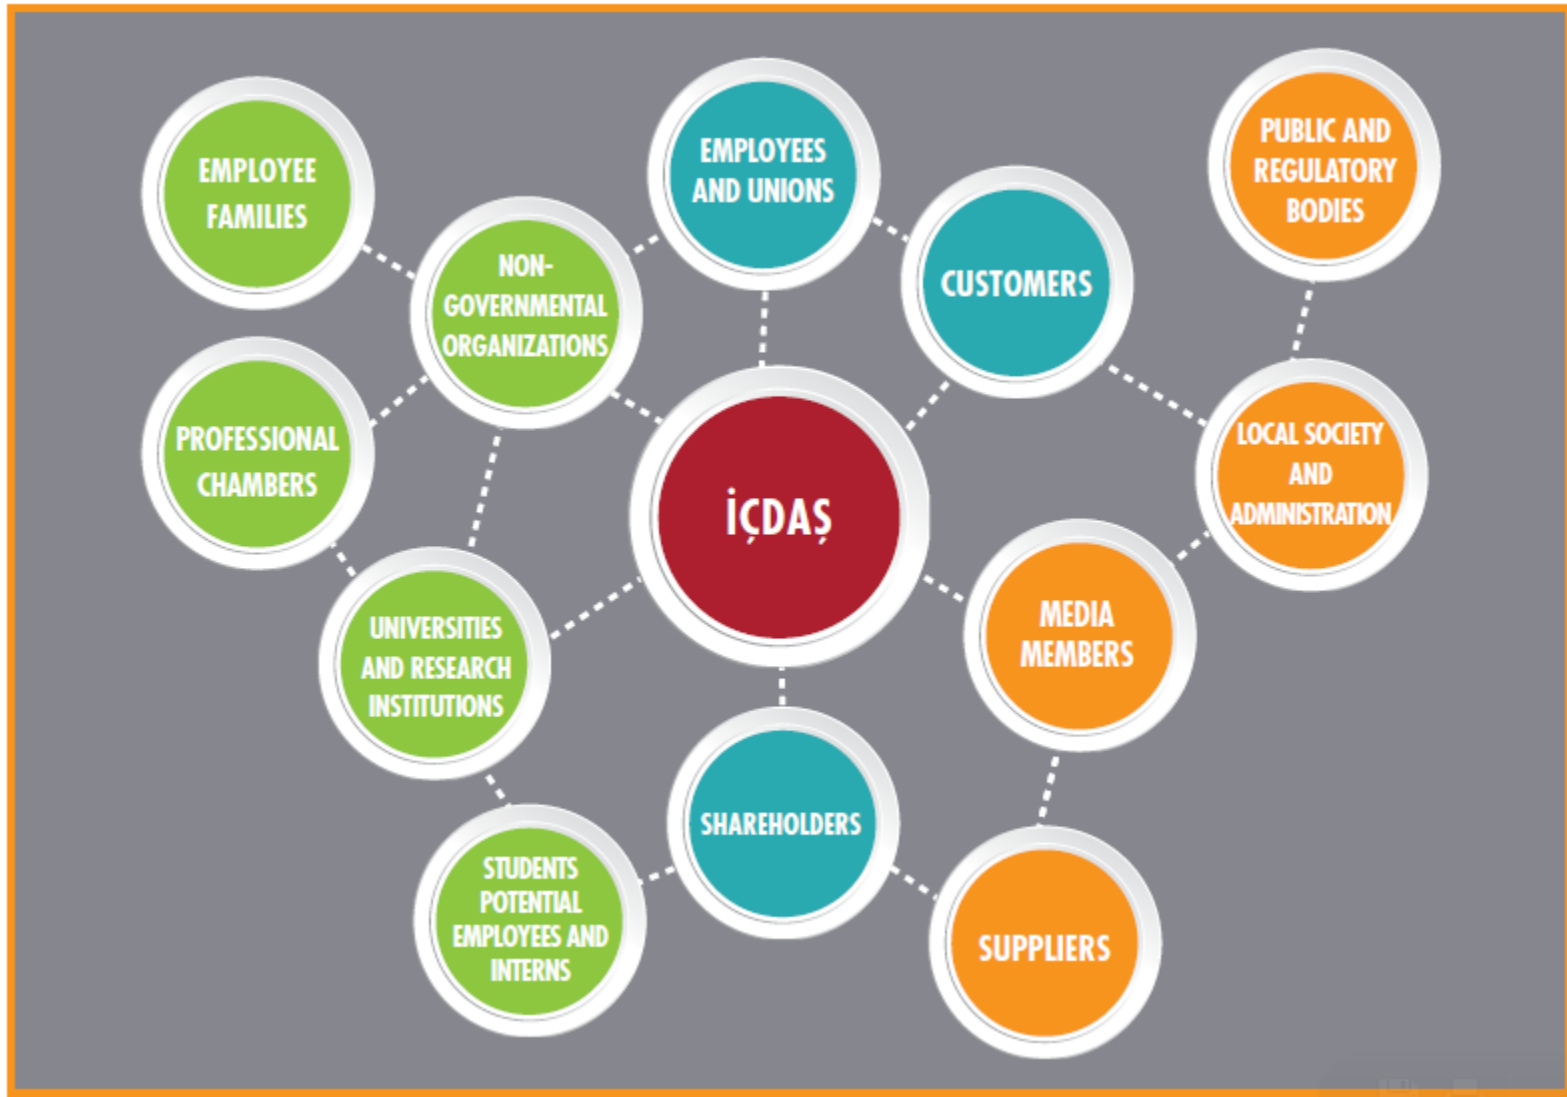 EMPLOYEE
FAMILIES
NON-
GOVERNMENTAL
ORGANIZATIONS
EMPLOYEES
AND UNIONS
CUSTOMERS
PUBLIC AND
REGULATORY
BODIES
PROFESSIONAL
CHAMBERS
İÇDAŞ
LOCAL SOCIETY
AND
ADMINISTRATION
UNIVERSITIES
AND RESEARCH
INSTITUTIONS
MEDIA
MEMBERS
STUDENTS
POTENTIAL
EMPLOYEES AND
INTERNS
SHAREHOLDERS
SUPPLIERS